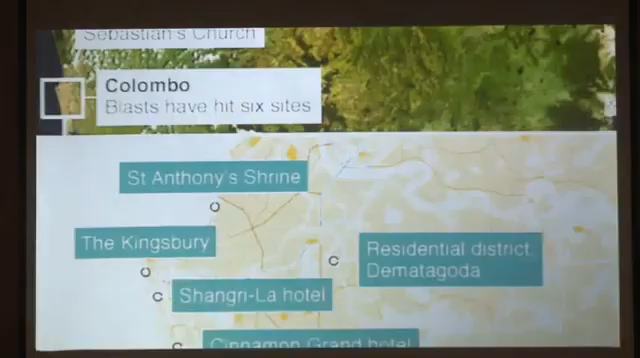 Sebastian's Church
Colombo
Blasts have hit six sites
St Anthony's Shrine
The Kingsbury
Residential district,
Dematagoda
Shangri-La hotel
Cinnamon Grand hotel